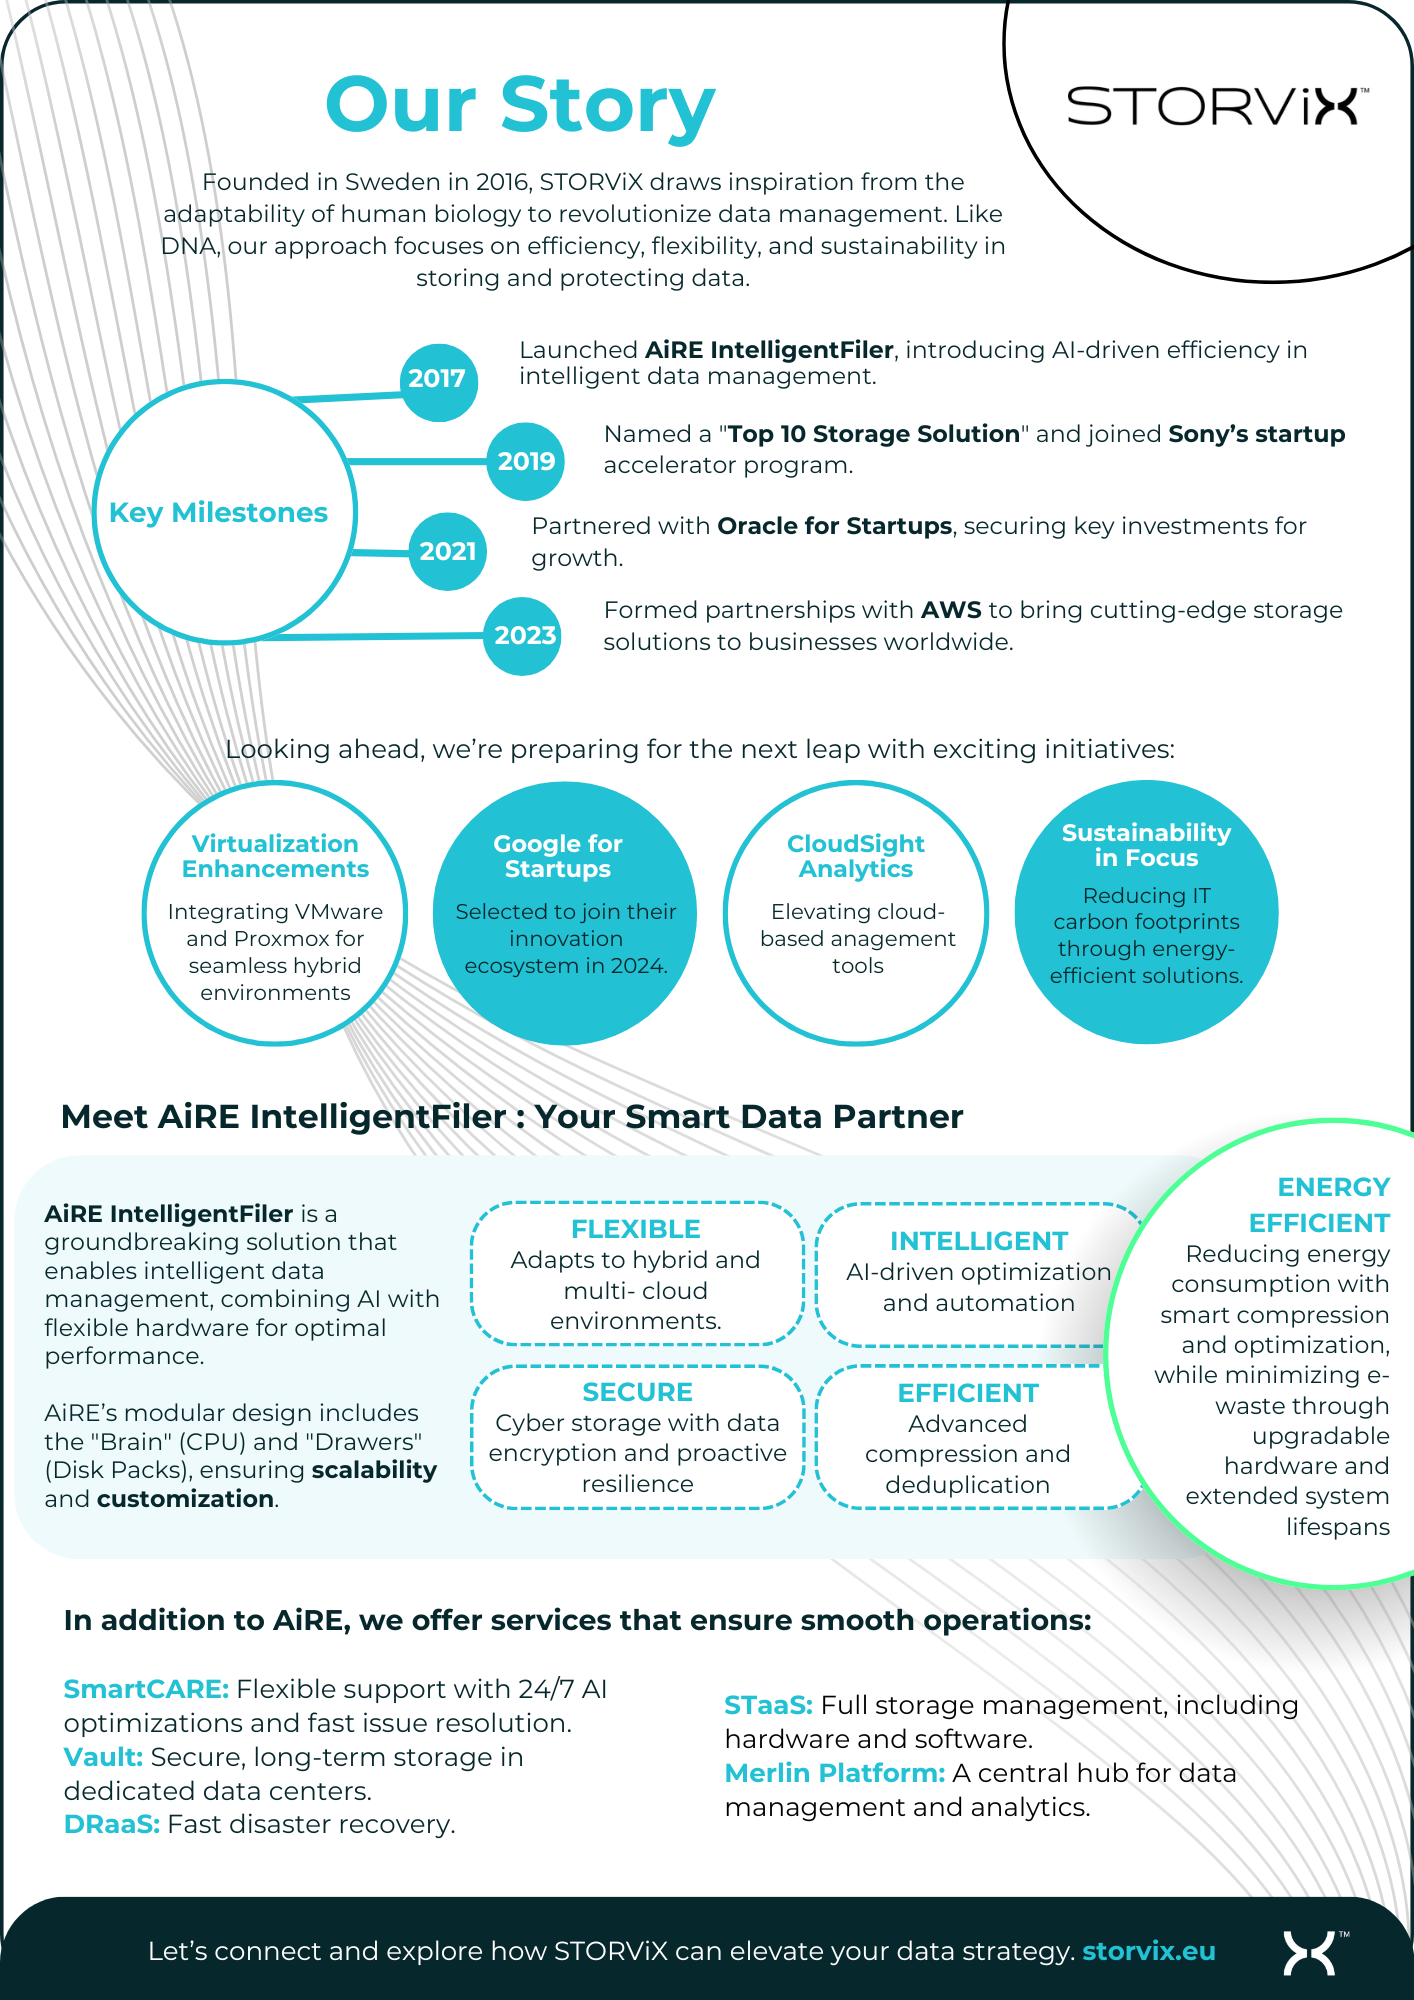 Our Story
STORViX™
Founded in Sweden in 2016, STORViX draws inspiration from the
adaptability of human biology to revolutionize data management. Like
DNA, our approach focuses on efficiency, flexibility, and sustainability in
storing and protecting data.
Key Milestones
2017
Launched AiRE IntelligentFiler, introducing AI-driven efficiency in
intelligent data management.
2019
Named a "Top 10 Storage Solution" and joined Sony’s startup
accelerator program.
2021
Partnered with Oracle for Startups, securing key investments for
growth.
2023
Formed partnerships with AWS to bring cutting-edge storage
solutions to businesses worldwide.
Looking ahead, we’re preparing for the next leap with exciting initiatives:
Virtualization
Enhancements
Integrating VMware
and Proxmox for
seamless hybrid
environments
Google for
Startups
Selected to join their
innovation
ecosystem in 2024.
CloudSight
Analytics
Elevating cloud-
based anagement
tools
Sustainability
in Focus
Reducing IT
carbon footprints
through energy-
efficient solutions.
Meet AiRE IntelligentFiler : Your Smart Data Partner
AiRE IntelligentFiler is a
groundbreaking solution that
enables intelligent data
management, combining AI with
flexible hardware for optimal
performance.
AiRE’s modular design includes
the "Brain" (CPU) and "Drawers"
(Disk Packs), ensuring scalability
and customization.
FLEXIBLE
Adapts to hybrid and
multi- cloud
environments.
INTELLIGENT
AI-driven optimization
and automation
SECURE
Cyber storage with data
encryption and proactive
resilience
EFFICIENT
Advanced
compression and
deduplication
ENERGY
EFFICIENT
Reducing energy
consumption with
smart compression
and optimization,
while minimizing e-
waste through
upgradable
hardware and
extended system
lifespans
In addition to AiRE, we offer services that ensure smooth operations:
SmartCARE: Flexible support with 24/7 AI
optimizations and fast issue resolution.
Vault: Secure, long-term storage in
dedicated data centers.
DRaaS: Fast disaster recovery.
STaaS: Full storage management, including
hardware and software.
Merlin Platform: A central hub for data
management and analytics.
Let’s connect and explore how STORViX can elevate your data strategy. storvix.eu
™